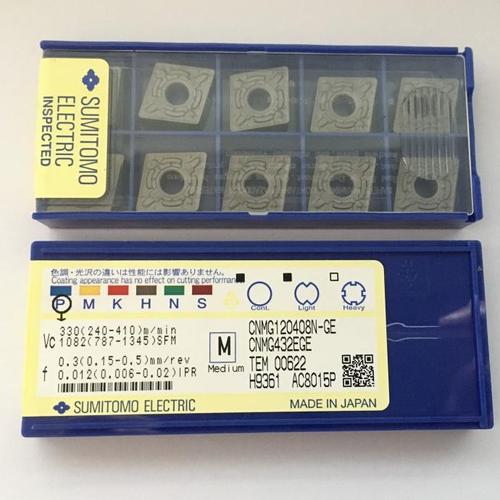 SUMITOMO
ELECTRIC
INSPECTED
色調・光沢の違いは性能には影響ありません。
Coating appearance has no effect on cutting performance.
P M K H N S
Cont. Light Heavy
Vc 330(240-410)m/min
1082(787-1345)SFM
f 0.3(0.15-0.5)mm/rev
0.012(0.006-0.02)IPR
M
Medium
CNMG120408N-GE
CNMG432EGE
TEM 00622
H9361 AC8015P
SUMITOMO ELECTRIC
MADE IN JAPAN